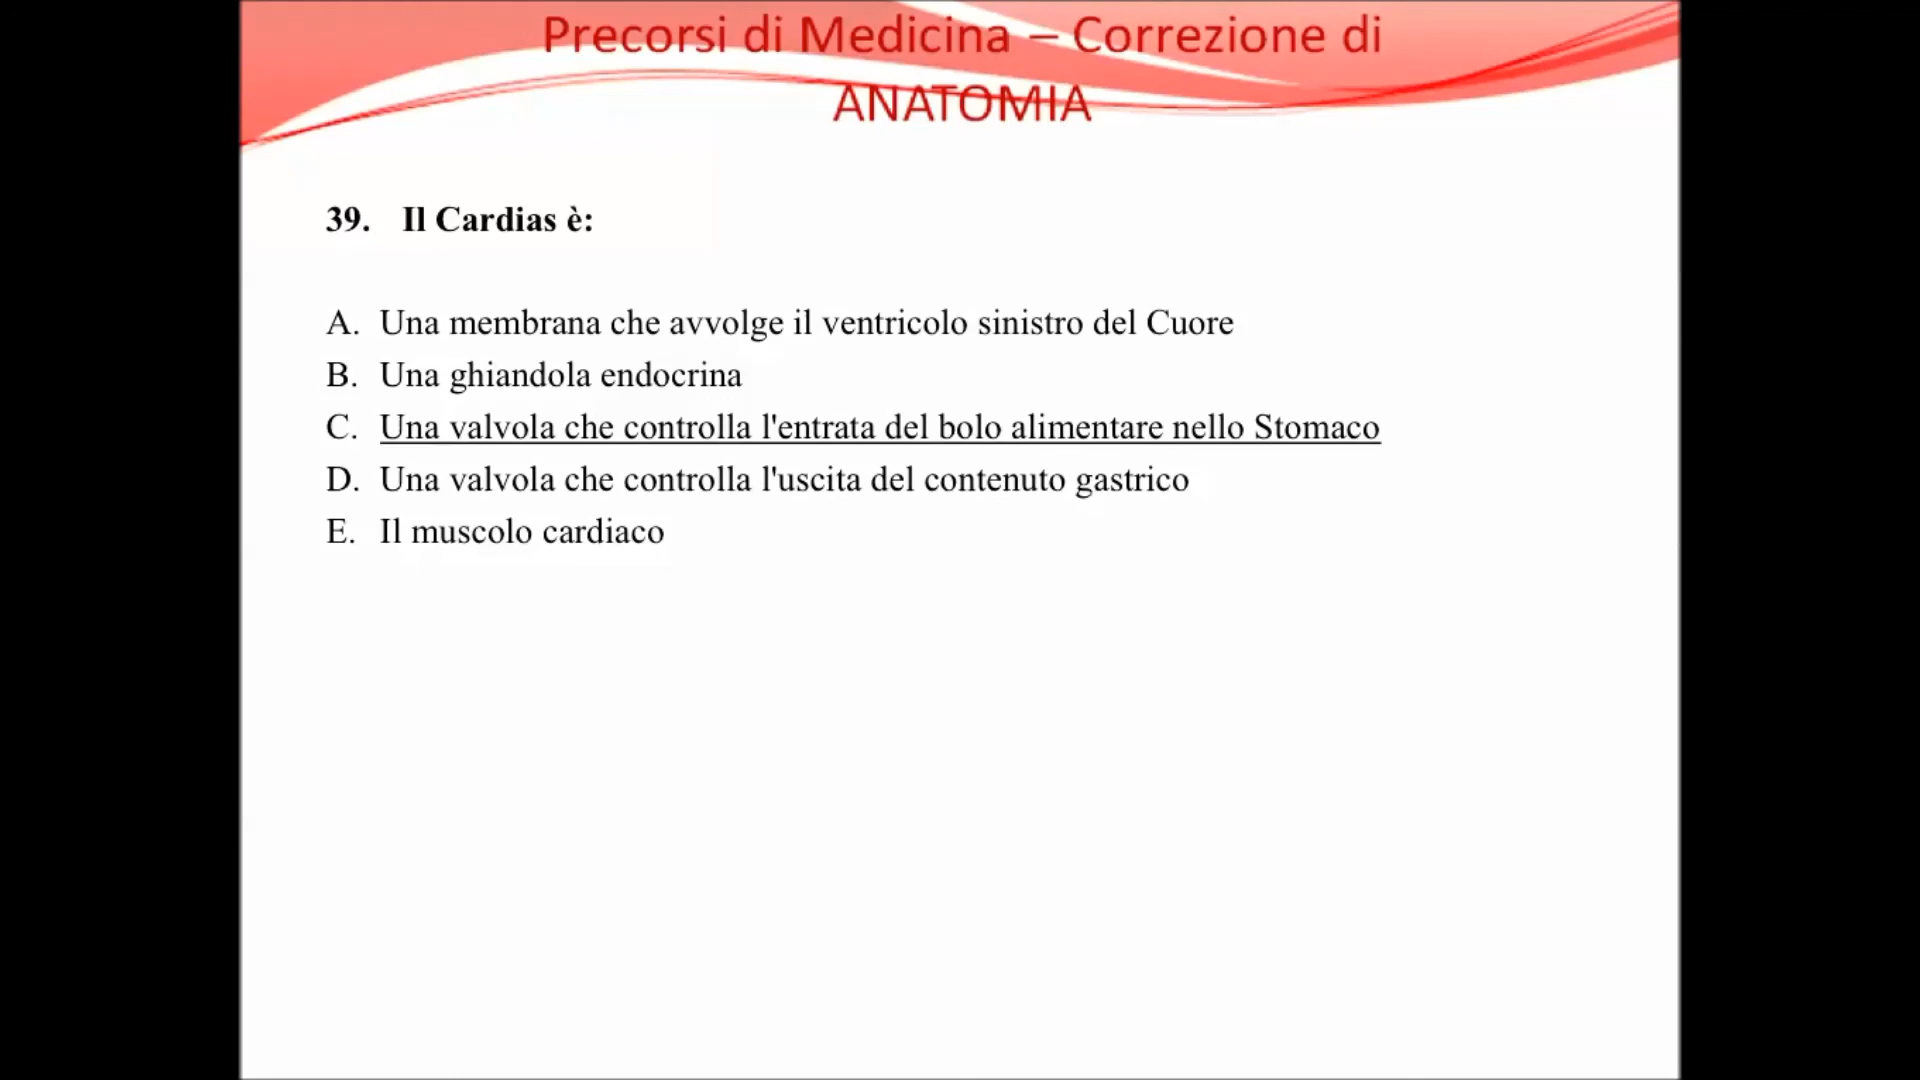 Precorsi di Medicina – Correzione di
ANATOMIA
39. Il Cardias è:
A. Una membrana che avvolge il ventricolo sinistro del Cuore
B. Una ghiandola endocrina
C. Una valvola che controlla l'entrata del bolo alimentare nello Stomaco
D. Una valvola che controlla l'uscita del contenuto gastrico
E. Il muscolo cardiaco